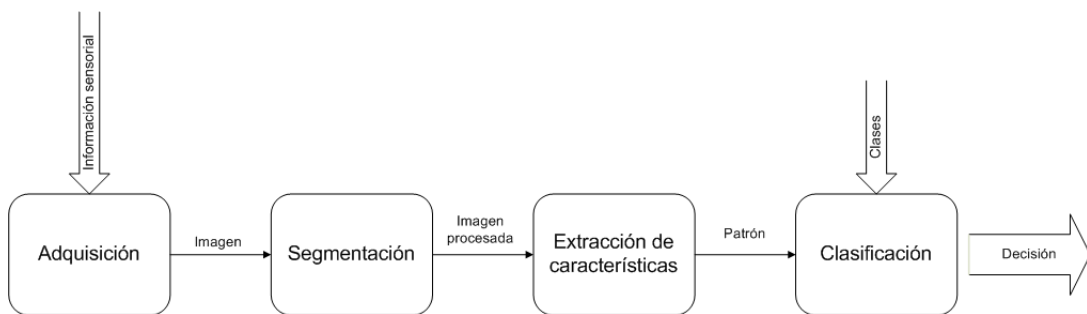 Información sensorial
Clases
Adquisición
Imagen
Segmentación
Imagen
procesada
Extracción de
características
Patrón
Clasificación
Decisión